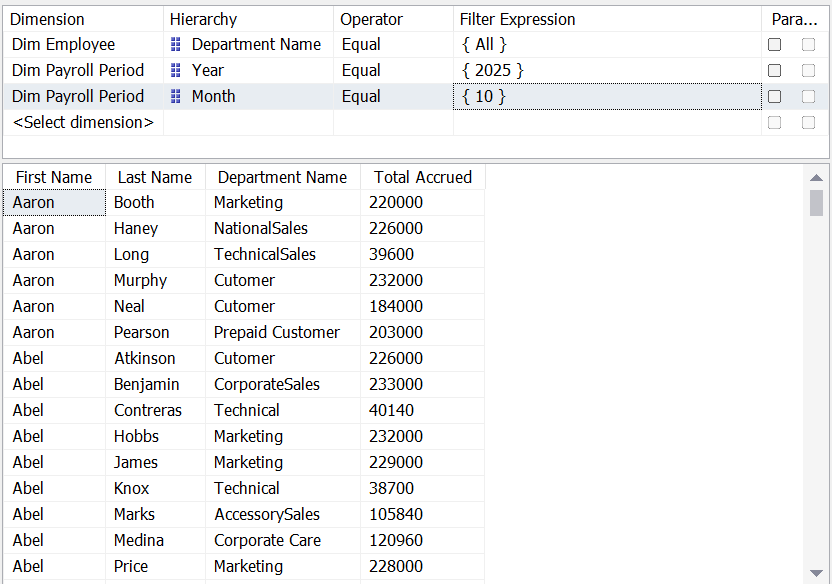 Dimension Hierarchy Operator Filter Expression Para...
Dim Employee Department Name Equal { All }
Dim Payroll Period Year Equal { 2025 }
Dim Payroll Period Month Equal { 10 }
<Select dimension>
First Name Last Name Department Name Total Accrued
Aaron Booth Marketing 220000
Aaron Haney NationalSales 226000
Aaron Long TechnicalSales 39600
Aaron Murphy Cutomer 232000
Aaron Neal Cutomer 184000
Aaron Pearson Prepaid Customer 203000
Abel Atkinson Cutomer 226000
Abel Benjamin CorporateSales 233000
Abel Contreras Technical 40140
Abel Hobbs Marketing 232000
Abel James Marketing 229000
Abel Knox Technical 38700
Abel Marks AccessorySales 105840
Abel Medina Corporate Care 120960
Abel Price Marketing 228000